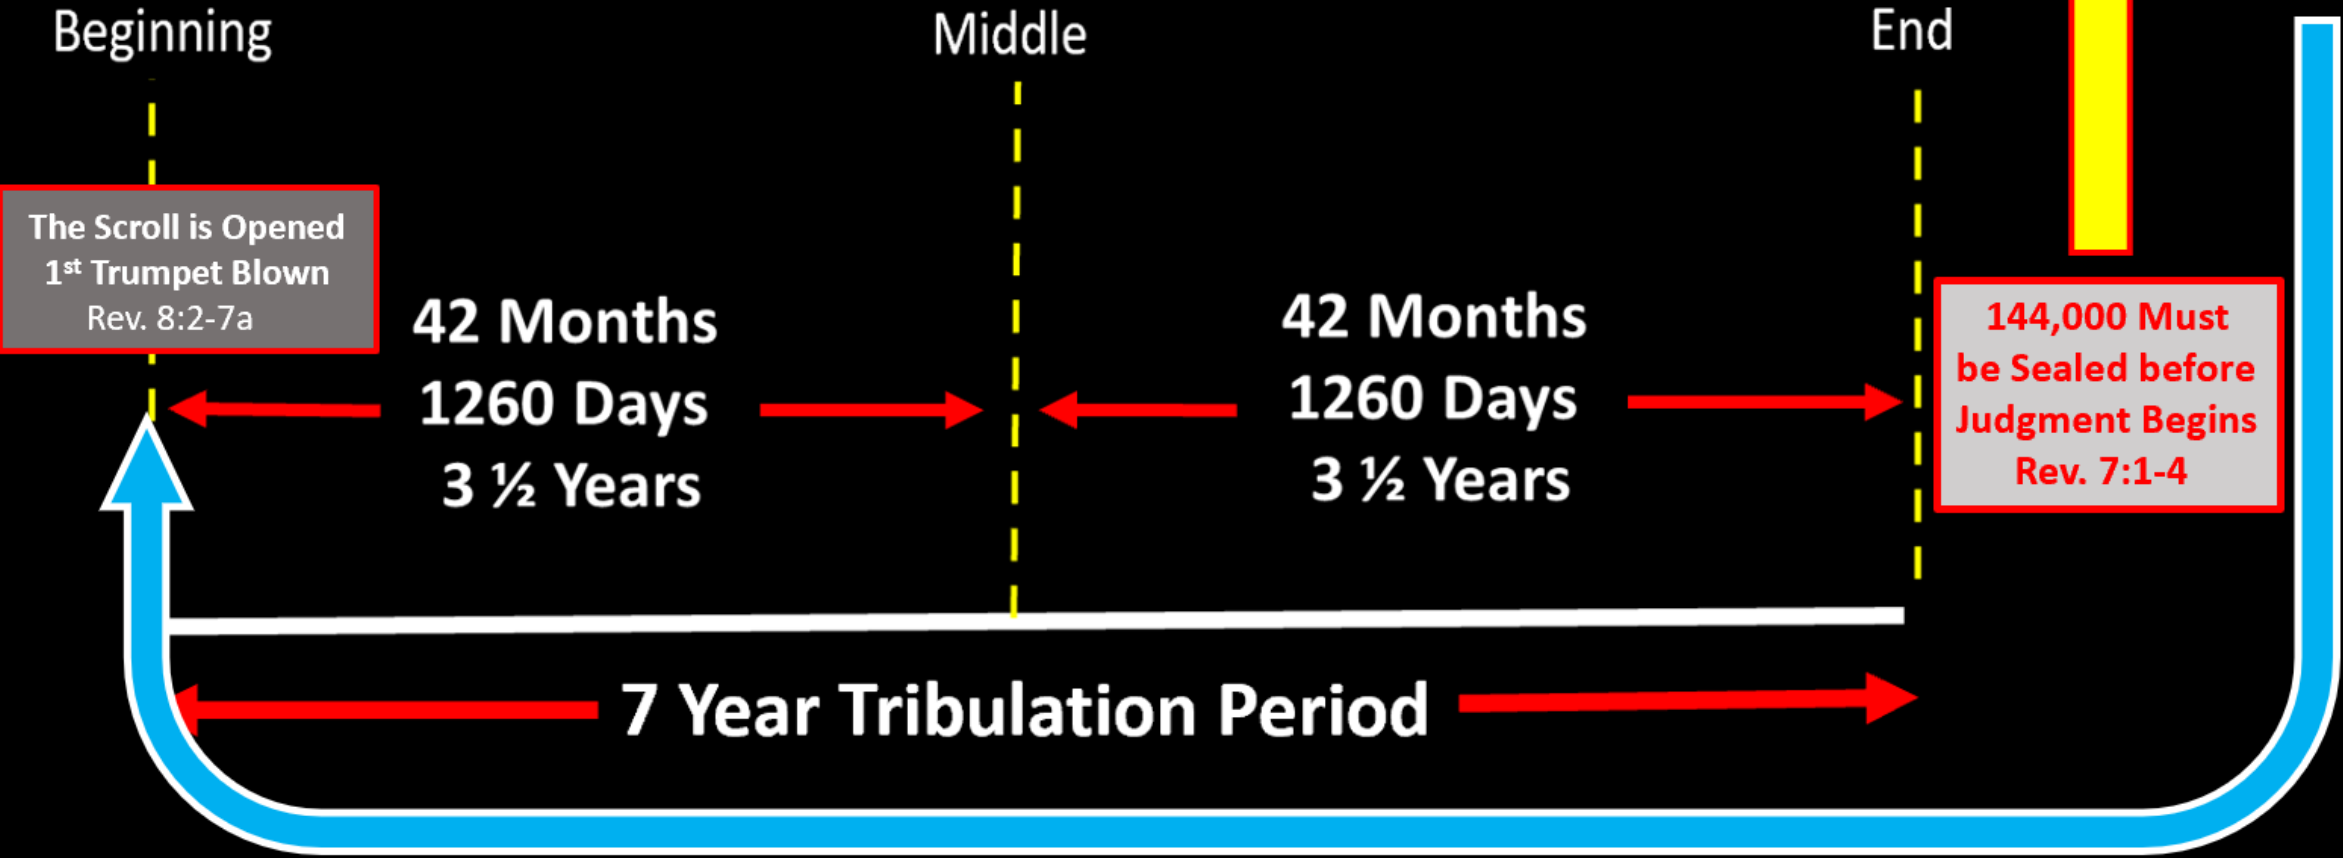 Beginning
Middle
End
The Scroll is Opened
1st Trumpet Blown
Rev. 8:2-7a
42 Months
1260 Days
3 ½ Years
42 Months
1260 Days
3 ½ Years
144,000 Must
be Sealed before
Judgment Begins
Rev. 7:1-4
7 Year Tribulation Period